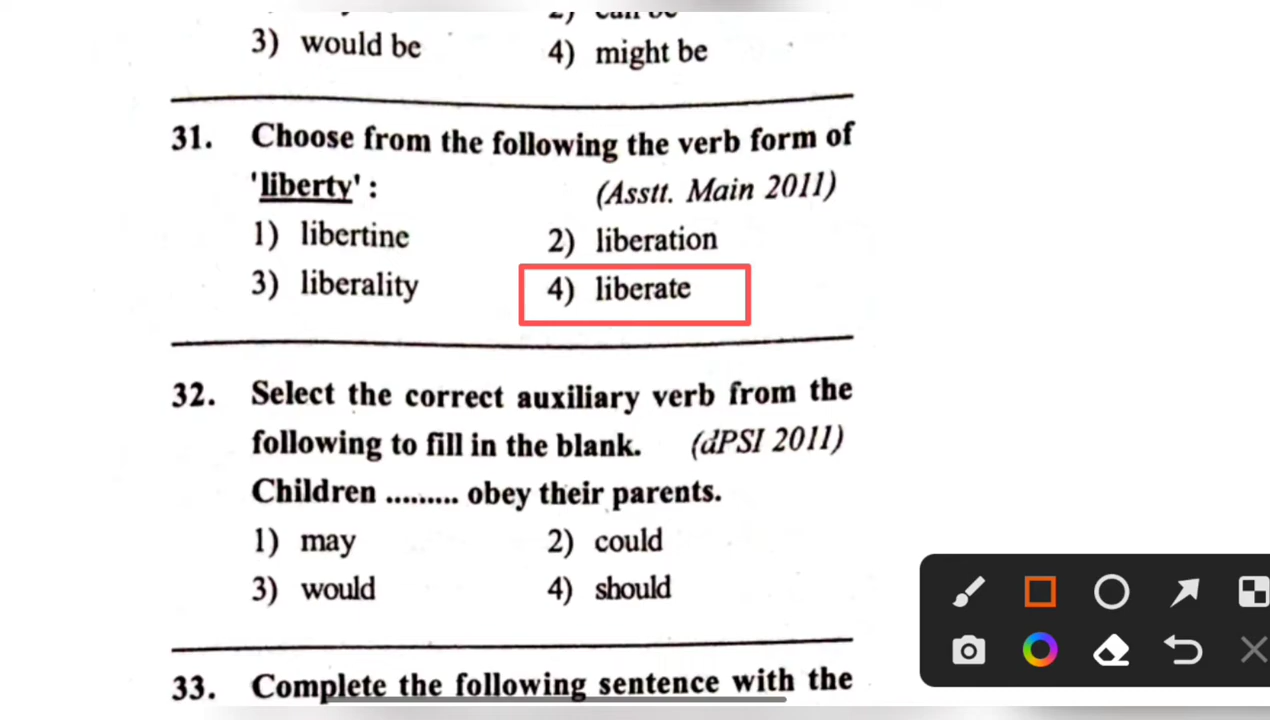 2) can be
3) would be
4) might be
31. Choose from the following the verb form of
'liberty' : (Asstt. Main 2011)
1) libertine 2) liberation
3) liberality 4) liberate
32. Select the correct auxiliary verb from the
following to fill in the blank. (dPSI 2011)
Children ......... obey their parents.
1) may 2) could
3) would 4) should
33. Complete the following sentence with the